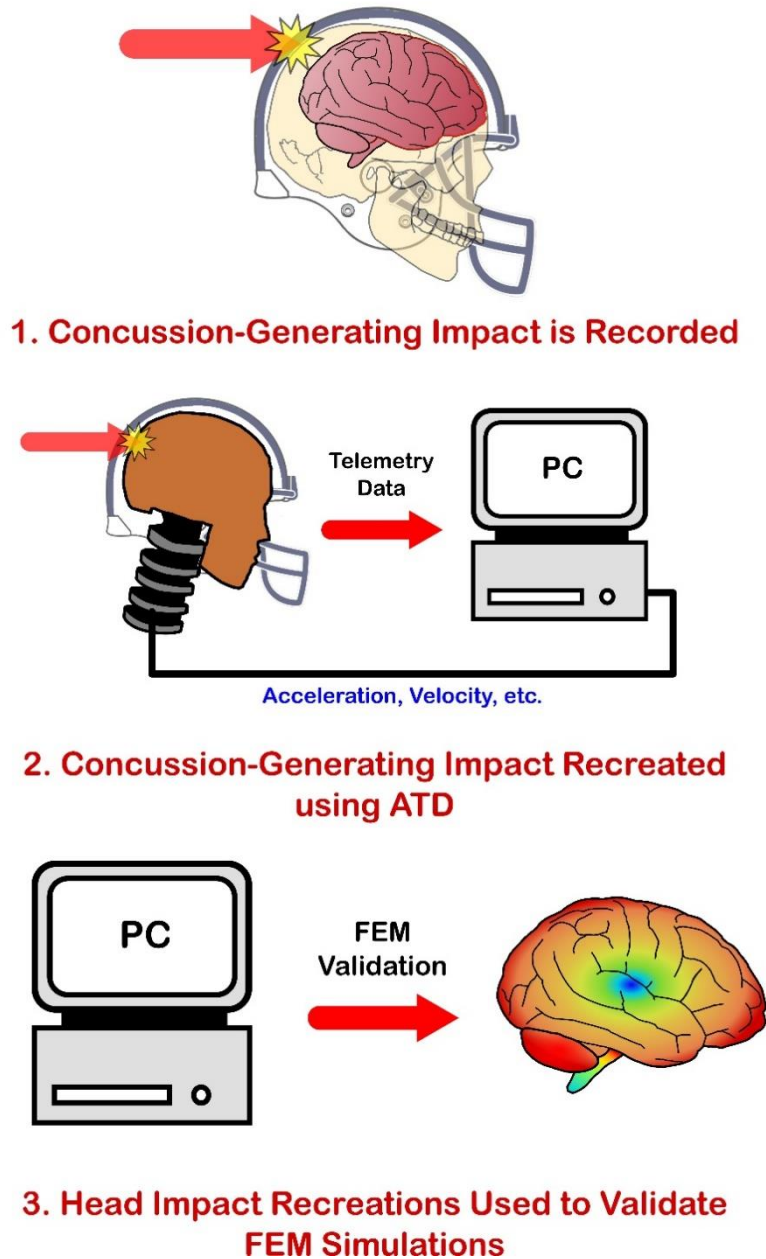 1. Concussion-Generating Impact is Recorded
Telemetry
Data
PC
Acceleration, Velocity, etc.
2. Concussion-Generating Impact Recreated
using ATD
PC
FEM
Validation
3. Head Impact Recreations Used to Validate
FEM Simulations